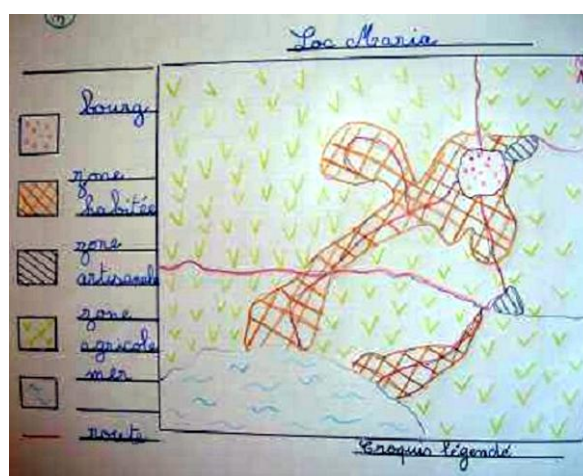 Loc Maria
bourg
zone
habitée
zone
artisanale
zone
agricole
mer
route
Croquis légendé